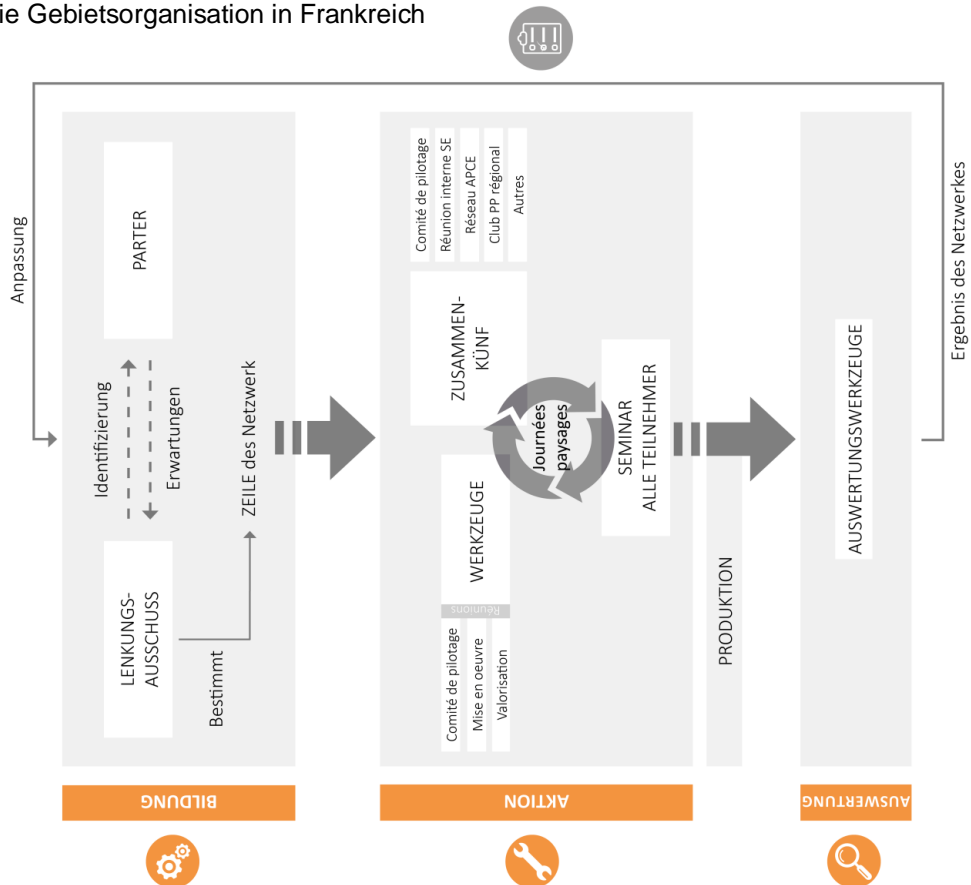 ie Gebietsorganisation in Frankreich
Anpassung
PARTER
Identifizierung
Erwartungen
LENKUNGS-
AUSSCHUSS
Bestimmt
ZEILE des Netzwerk
BILDUNG
Comité de pilotage
Réunion interne SE
Réseau APCE
Club PP régional
Autres
ZUSAMMEN-
KÜNF
Journées
paysages
WERKZEUGE
Réunions
Comité de pilotage
Mise en oeuvre
Valorisation
SEMINAR
ALLE TEILNEHMER
PRODUKTION
AKTION
AUSWERTUNGSWERKZEUGE
AUSWERTUNG
Ergebnis des Netzwerkes